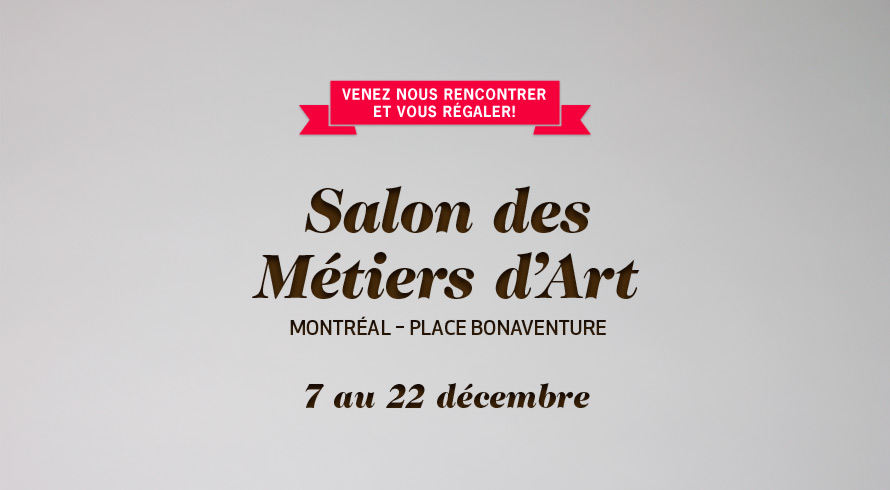 VENEZ NOUS RENCONTRER
ET VOUS RÉGALER!
Salon des
Métiers d’Art
MONTRÉAL – PLACE BONAVENTURE
7 au 22 décembre